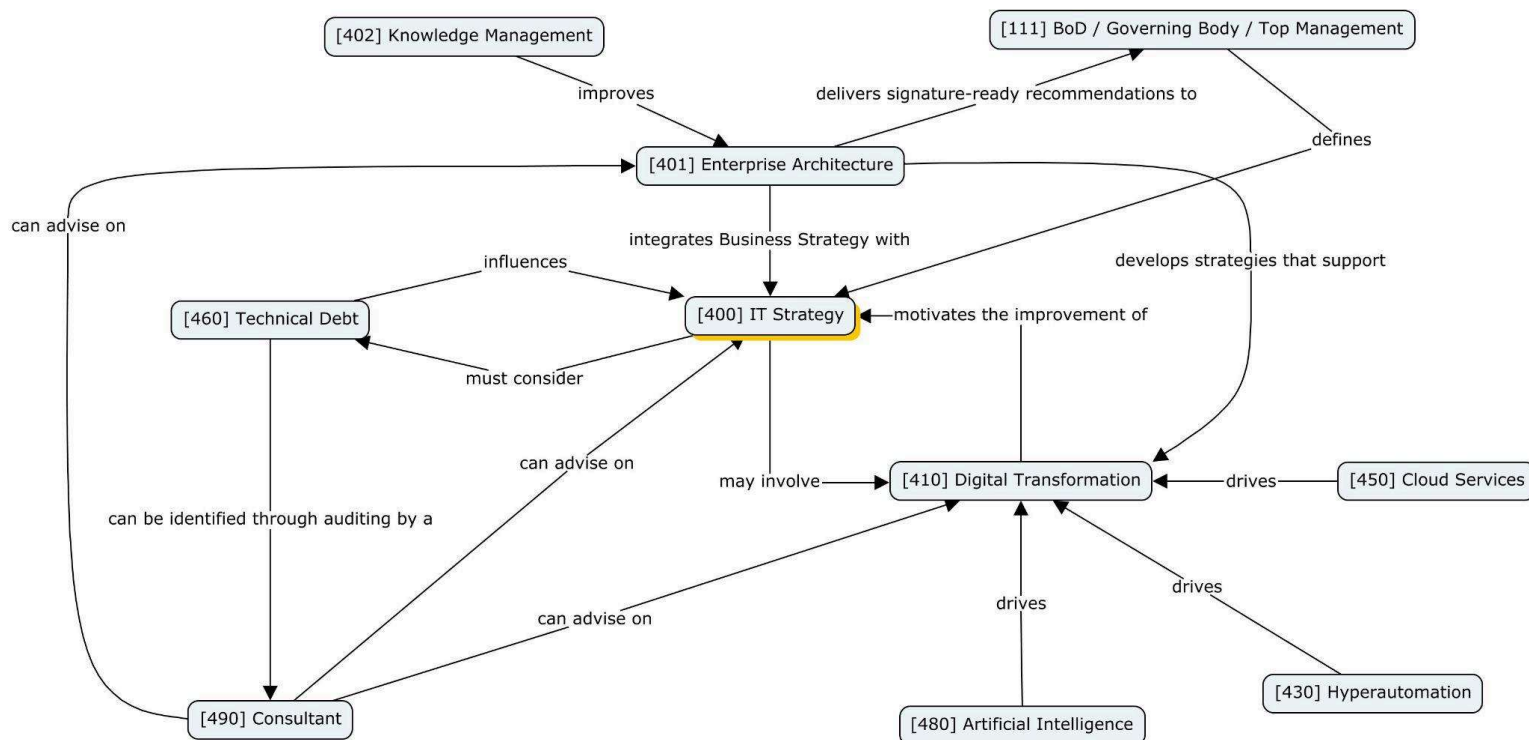 [402] Knowledge Management
[111] BoD / Governing Body / Top Management
improves
delivers signature-ready recommendations to
defines
[401] Enterprise Architecture
can advise on
integrates Business Strategy with
develops strategies that support
influences
[460] Technical Debt
[400] IT Strategy
motivates the improvement of
must consider
can advise on
may involve
[410] Digital Transformation
drives
[450] Cloud Services
can be identified through auditing by a
drives
drives
can advise on
[430] Hyperautomation
[490] Consultant
[480] Artificial Intelligence